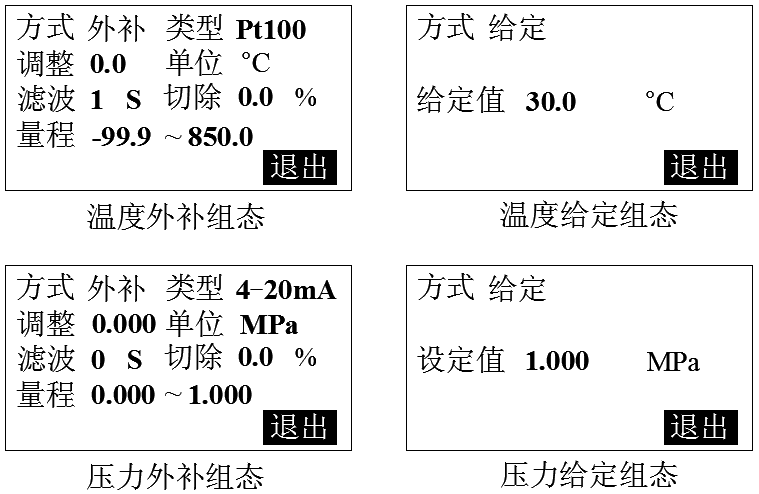 方式 外补 类型 Pt100
调整 0.0 单位 °C
滤波 1 S 切除 0.0 %
量程 -99.9 ~ 850.0
退出
温度外补组态
方式 给定
给定值 30.0 °C
退出
温度给定组态
方式 外补 类型 4-20mA
调整 0.000 单位 MPa
滤波 0 S 切除 0.0 %
量程 0.000 ~ 1.000
退出
压力外补组态
方式 给定
设定值 1.000 MPa
退出
压力给定组态